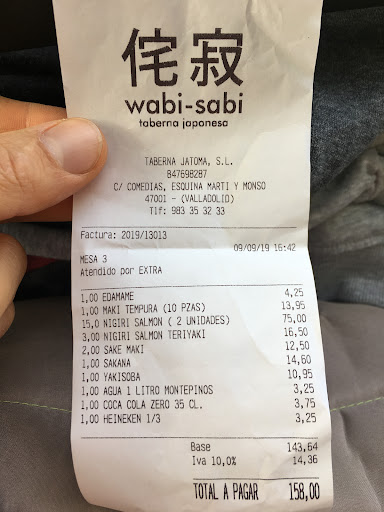 侘寂
wabi-sabi
taberna japonesa
TABERNA JATOMA, S.L.
B47698287
C/ COMEDIAS, ESQUINA MARTI Y MONSO
47001 - (VALLADOLID)
Tlf: 983 35 32 33
Factura: 2019/13013
09/09/19 16:42
MESA 3
Atendido por EXTRA
1,00 EDAMAME 4,25
1,00 MAKI TEMPURA (10 PZAS) 13,95
15,0 NIGIRI SALMON ( 2 UNIDADES) 75,00
3,00 NIGIRI SALMON TERIYAKI 16,50
2,00 SAKE MAKI 12,50
1,00 SAKANA 14,60
1,00 YAKISOBA 10,95
1,00 AGUA 1 LITRO MONTEPINOS 3,25
1,00 COCA COLA ZERO 35 CL. 3,75
1,00 HEINEKEN 1/3 3,25
Base 143,64
Iva 10,0% 14,36
TOTAL A PAGAR 158,00